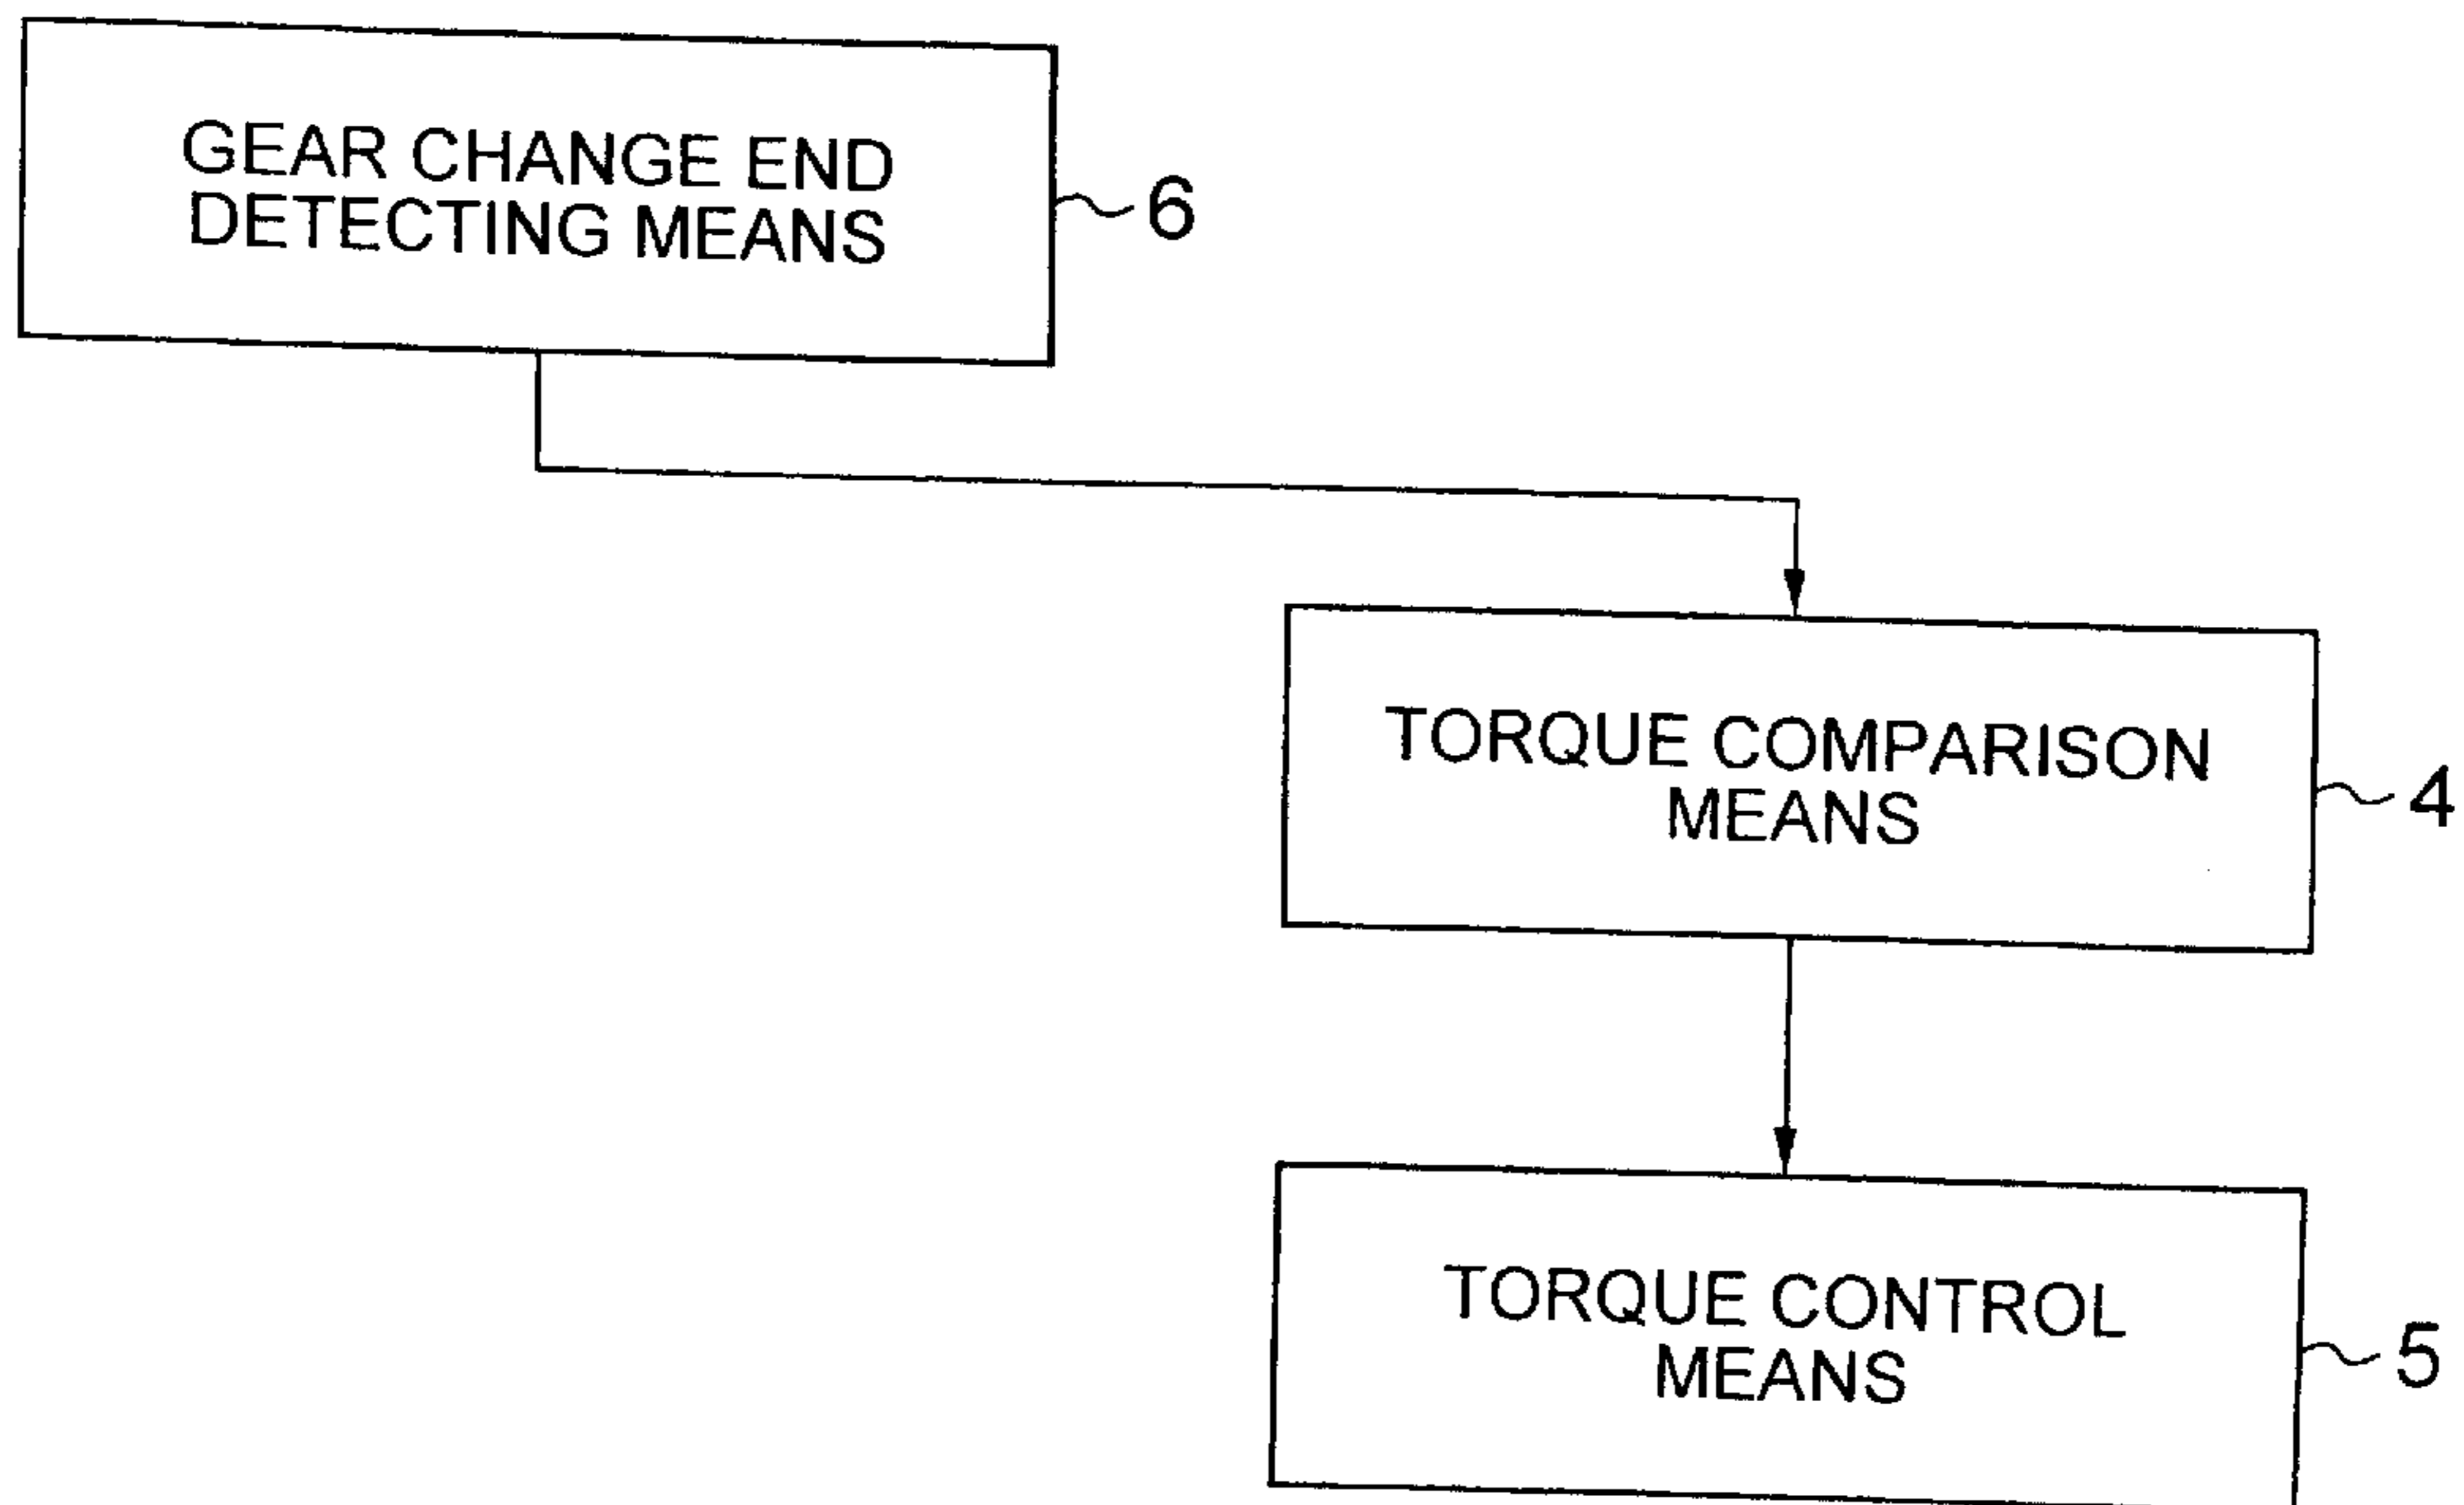 GEAR CHANGE END
DETECTING MEANS
6
TORQUE COMPARISON
MEANS
4
TORQUE CONTROL
MEANS
5